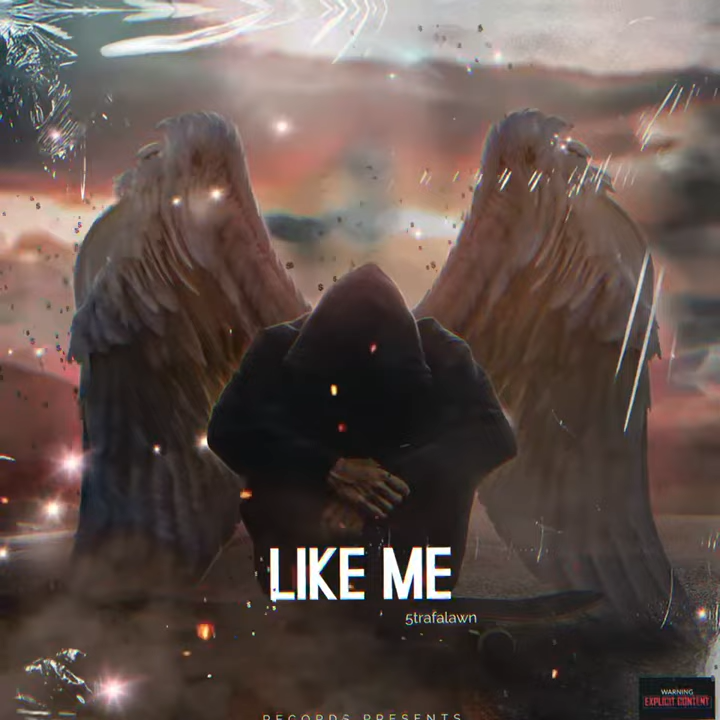 LIKE ME
5trafalawn
WARNING
EXPLICIT CONTENT
RECORDS PRESENTS